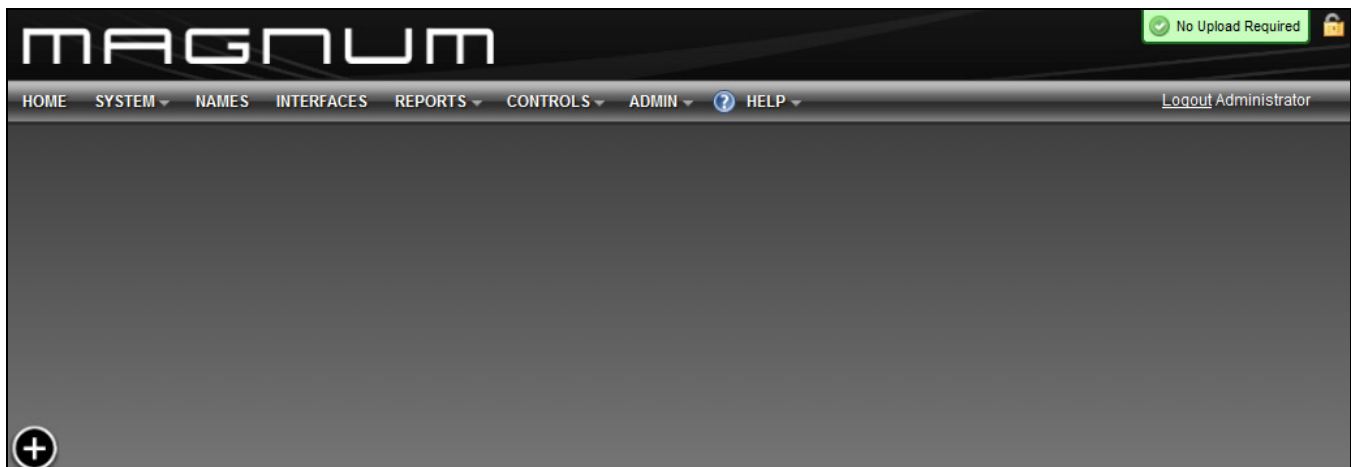 MAGNUM
No Upload Required
HOME SYSTEM NAMES INTERFACES REPORTS CONTROLS ADMIN ? HELP
Logout Administrator